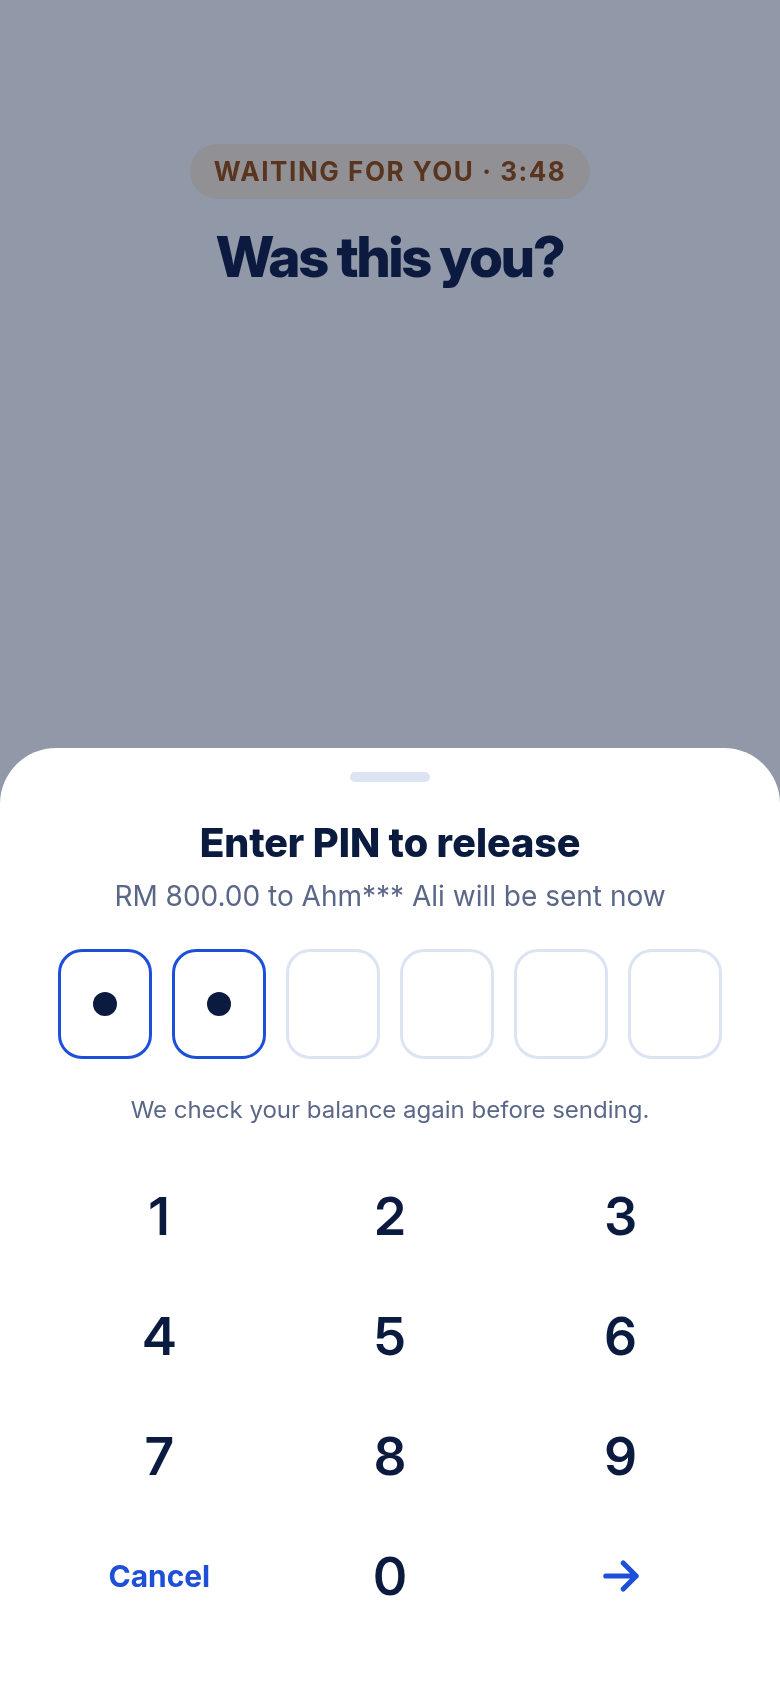 WAITING FOR YOU · 3:48
Was this you?
Enter PIN to release
RM 800.00 to Ahm*** Ali will be sent now
We check your balance again before sending.
1 2 3
4 5 6
7 8 9
Cancel 0 →